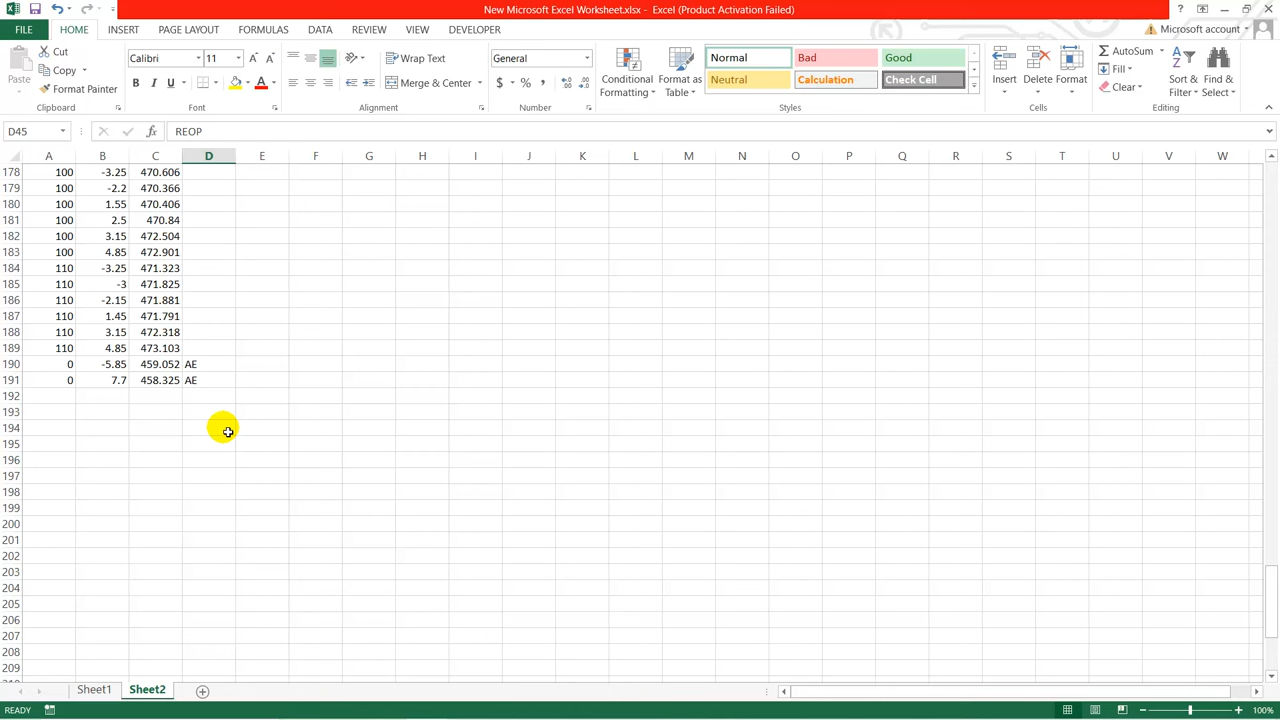 New Microsoft Excel Worksheet.xlsx - Excel (Product Activation Failed)
FILE HOME INSERT PAGE LAYOUT FORMULAS DATA REVIEW VIEW DEVELOPER Microsoft account
Paste
Cut
Copy
Format Painter
Clipboard
Calibri 11
B I U A
Font
Wrap Text
Merge & Center
Alignment
General
$ % ,
Number
Conditional Formatting
Format as Table
Normal Bad Good
Neutral Calculation Check Cell
Styles
Insert Delete Format
Cells
AutoSum
Fill
Clear
Sort & Filter
Find & Select
Editing
D45 fx REOP
A B C D E F G H I J K L M N O P Q R S T U V W
178 100 -3.25 470.606
179 100 -2.2 470.366
180 100 1.55 470.406
181 100 2.5 470.84
182 100 3.15 472.504
183 100 4.85 472.901
184 110 -3.25 471.323
185 110 -3 471.825
186 110 -2.15 471.881
187 110 1.45 471.791
188 110 3.15 472.318
189 110 4.85 473.103
190 0 -5.85 459.052 AE
191 0 7.7 458.325 AE
192
193
194
195
196
197
198
199
200
201
202
203
204
205
206
207
208
209
Sheet1 Sheet2
READY 100%